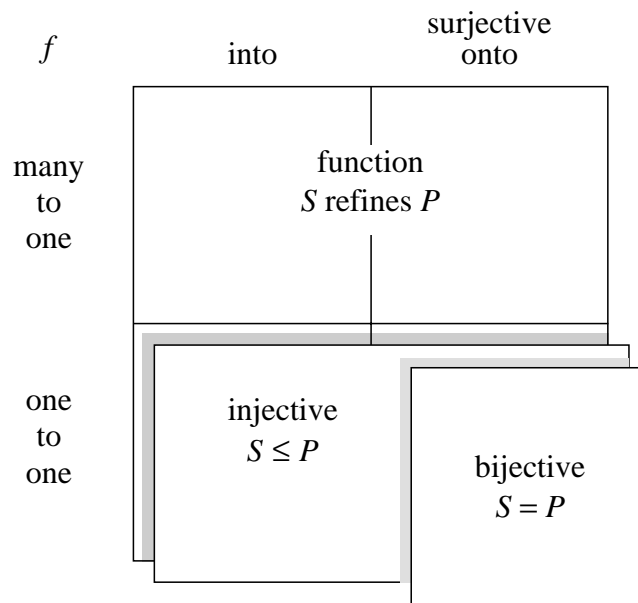 f
into
surjective
onto
many
to
one
function
S refines P
one
to
one
injective
S ≤ P
bijective
S = P